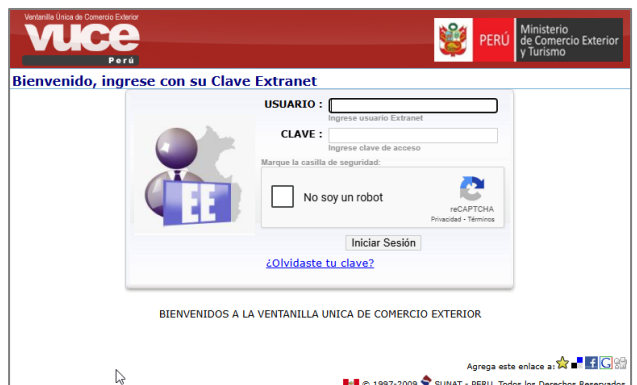 Ventanilla Única de Comercio Exterior
vuce
Perú
PERÚ
Ministerio
de Comercio Exterior
y Turismo
Bienvenido, ingrese con su Clave Extranet
USUARIO :
Ingrese usuario Extranet
CLAVE :
Ingrese clave de acceso
Marque la casilla de seguridad:
No soy un robot
reCAPTCHA
Privacidad - Términos
EE
Iniciar Sesión
¿Olvidaste tu clave?
BIENVENIDOS A LA VENTANILLA UNICA DE COMERCIO EXTERIOR
Agrega este enlace a:
© 1997-2009 SUNAT - PERU. Todos los Derechos Reservados